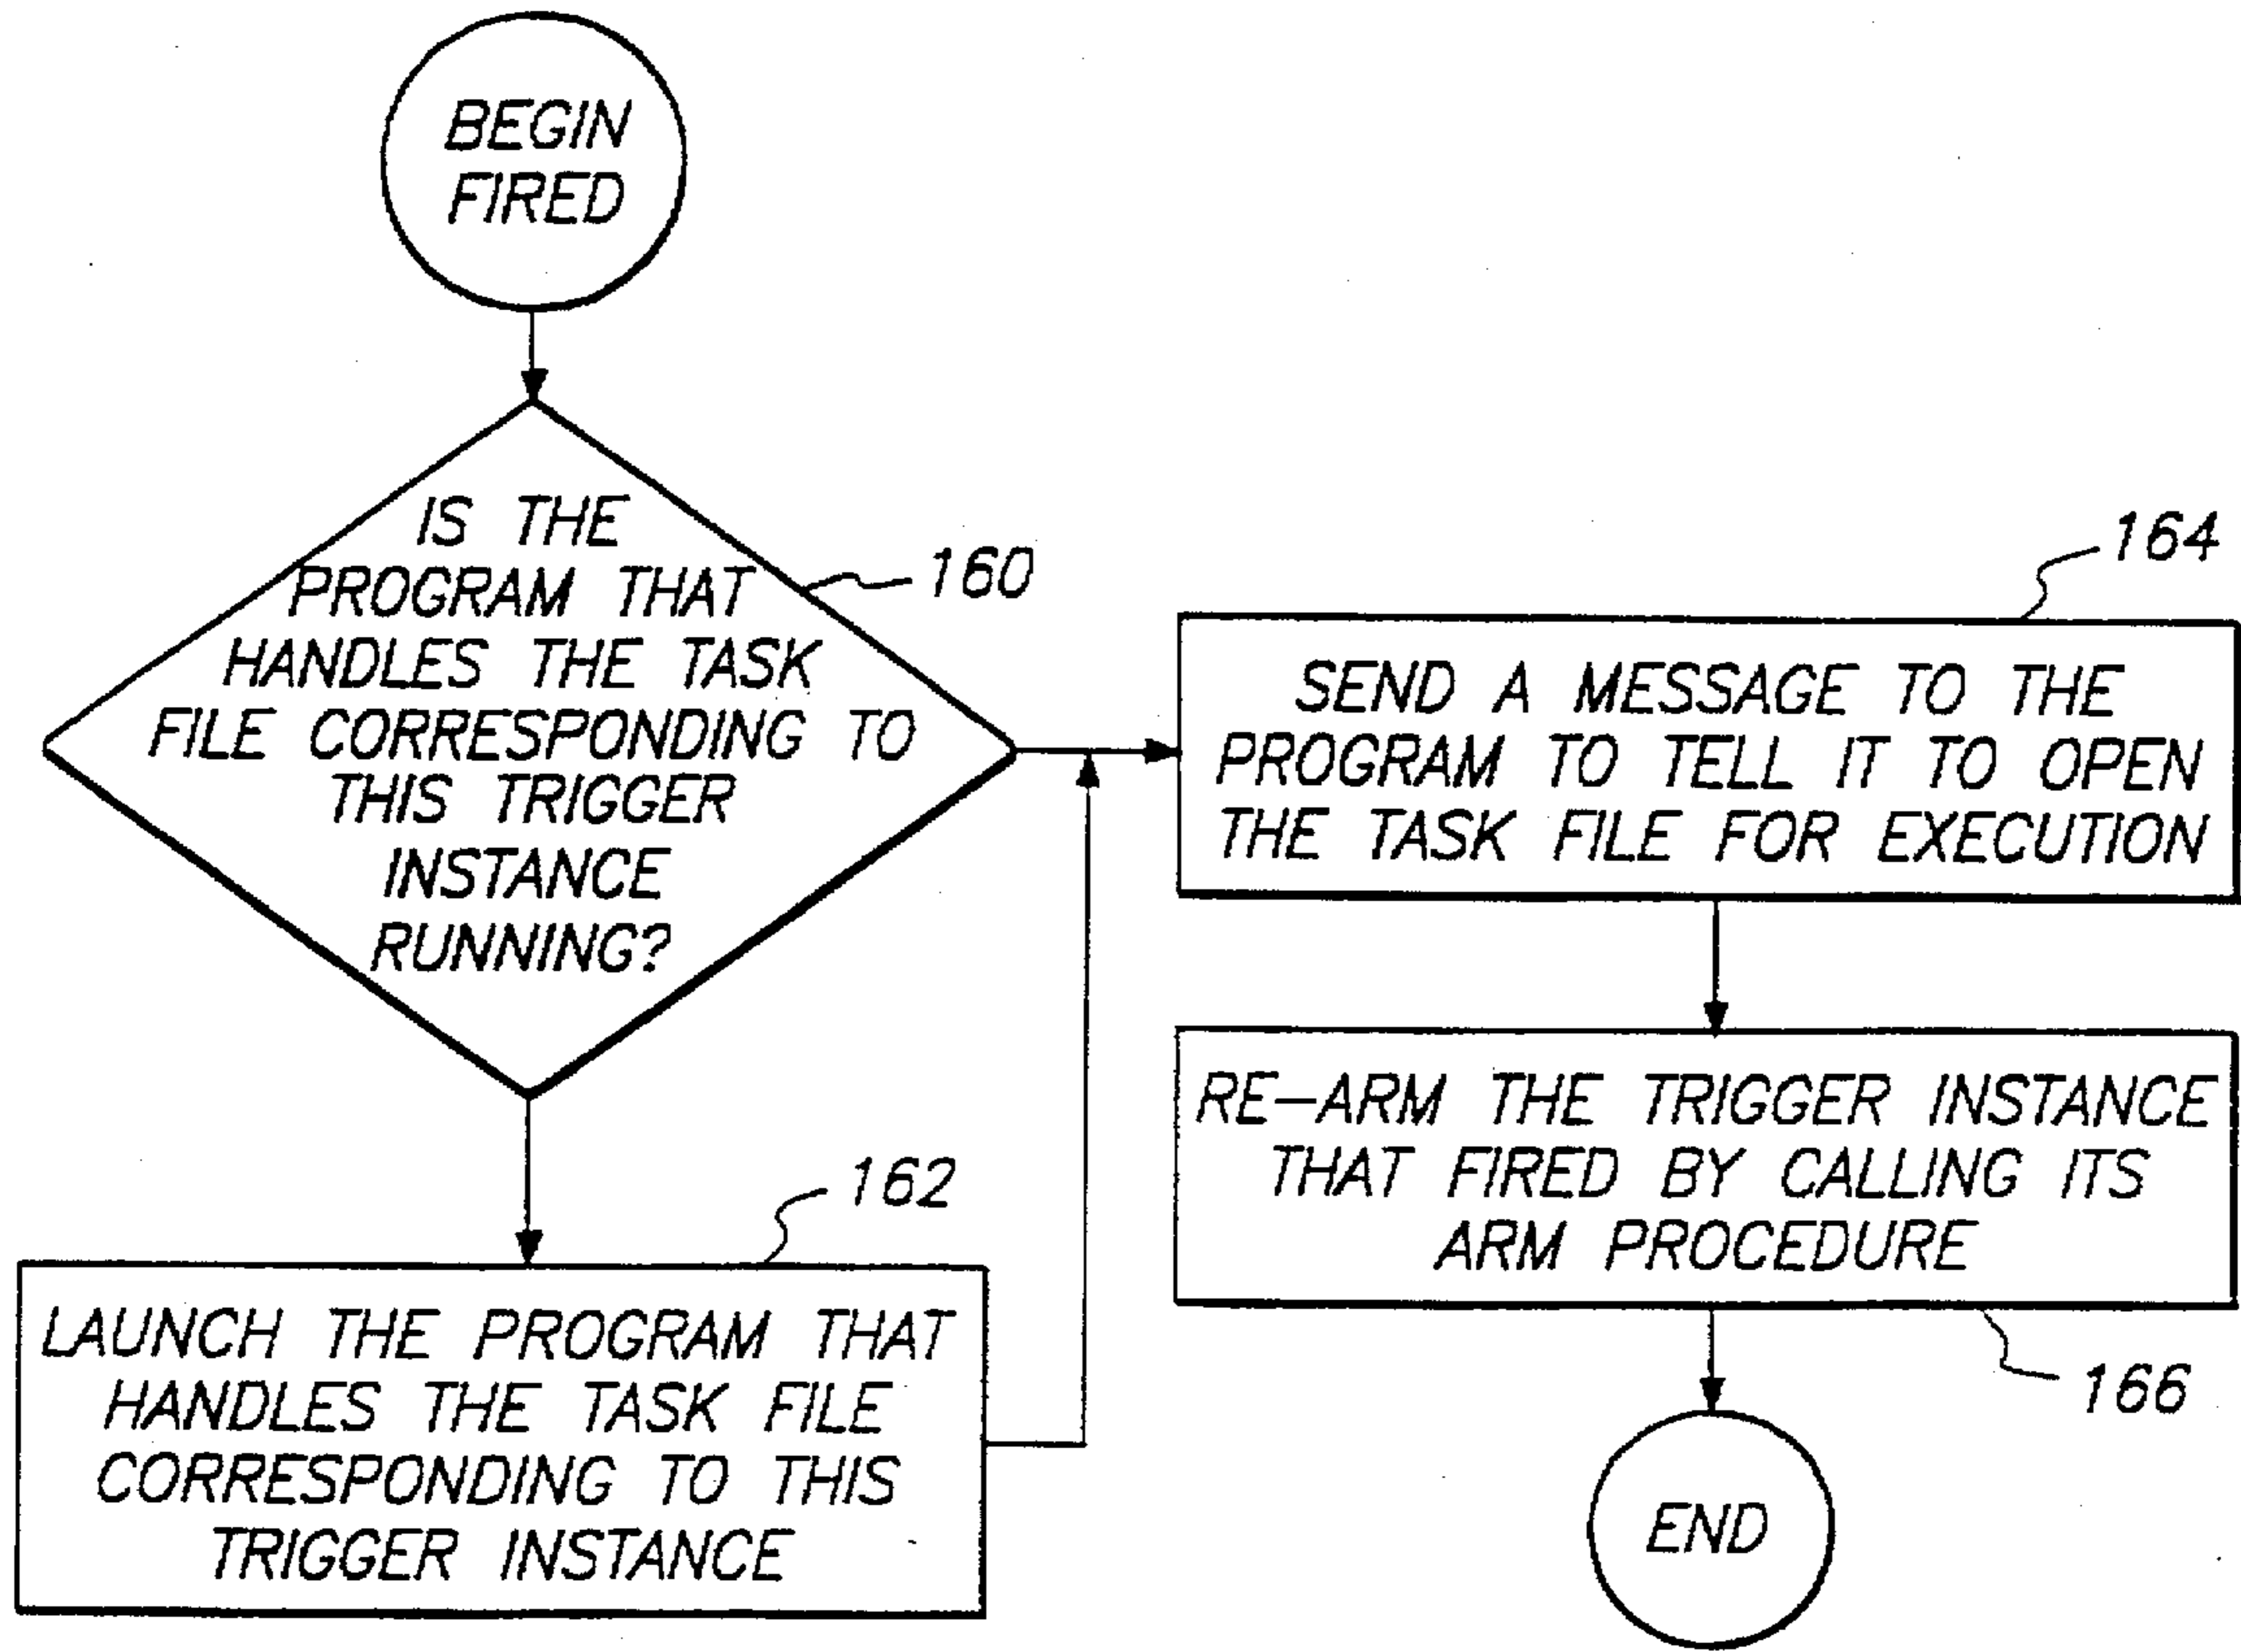 BEGIN
FIRED
IS THE
PROGRAM THAT
HANDLES THE TASK
FILE CORRESPONDING TO
THIS TRIGGER
INSTANCE
RUNNING?
160
162
LAUNCH THE PROGRAM THAT
HANDLES THE TASK FILE
CORRESPONDING TO THIS
TRIGGER INSTANCE
164
SEND A MESSAGE TO THE
PROGRAM TO TELL IT TO OPEN
THE TASK FILE FOR EXECUTION
RE-ARM THE TRIGGER INSTANCE
THAT FIRED BY CALLING ITS
ARM PROCEDURE
166
END